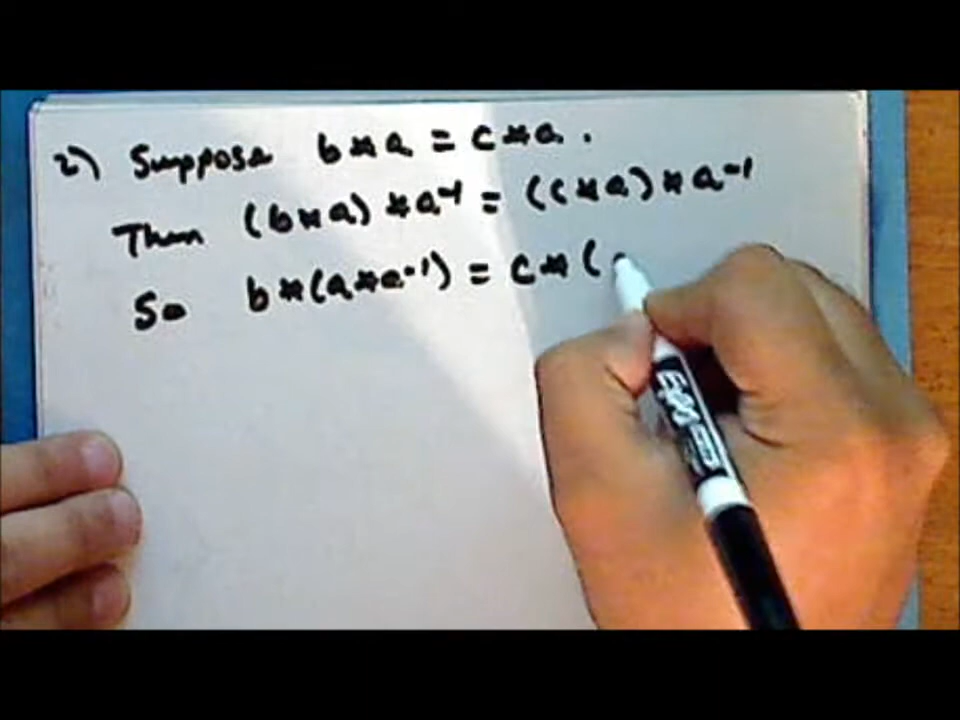 2) Suppose b * a = c * a .
Then (b * a) * a⁻¹ = (c * a) * a⁻¹
So b * (a * a⁻¹) = c * (
EXPO